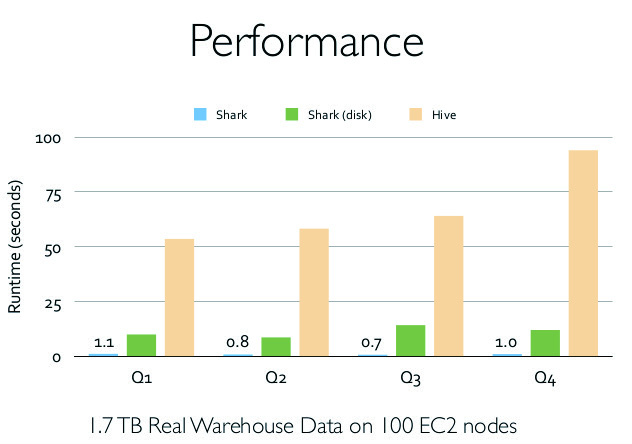 Performance
Shark Shark (disk) Hive
Runtime (seconds)
100
75
50
25
0
1.1 0.8 0.7 1.0
Q1 Q2 Q3 Q4
1.7 TB Real Warehouse Data on 100 EC2 nodes